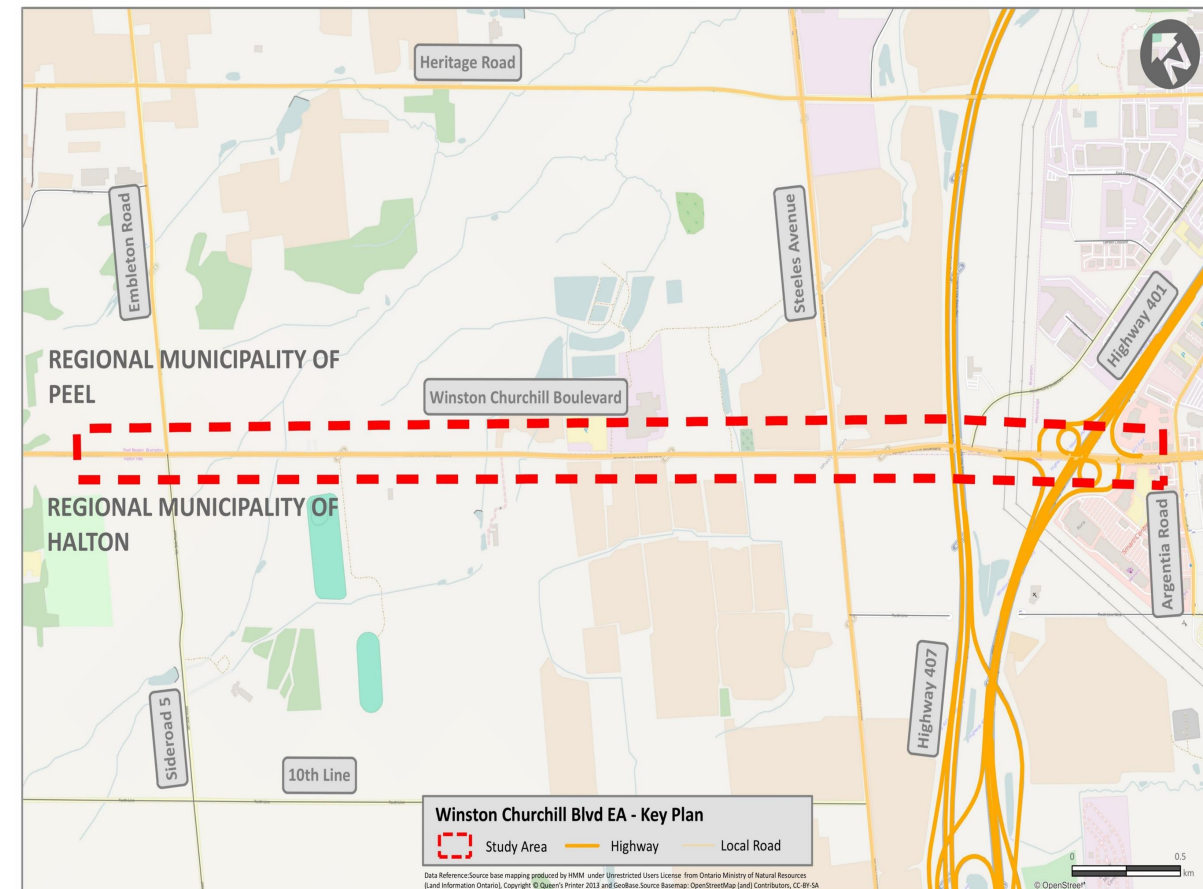 Heritage Road
N
Embleton Road
Steeles Avenue
Highway 401
REGIONAL MUNICIPALITY OF
PEEL
Winston Churchill Boulevard
REGIONAL MUNICIPALITY OF
HALTON
Argentia Road
Highway 407
Sideroad 5
10th Line
Winston Churchill Blvd EA - Key Plan
Study Area
Highway
Local Road
0 0.5
km
Data Reference:Source base mapping produced by HMM under Unrestricted Users License from Ontario Ministry of Natural Resources
(Land Information Ontario), Copyright © Queen's Printer 2013 and GeoBase.Source Basemap: OpenStreetMap (and) Contributors, CC-BY-SA
© OpenStreet